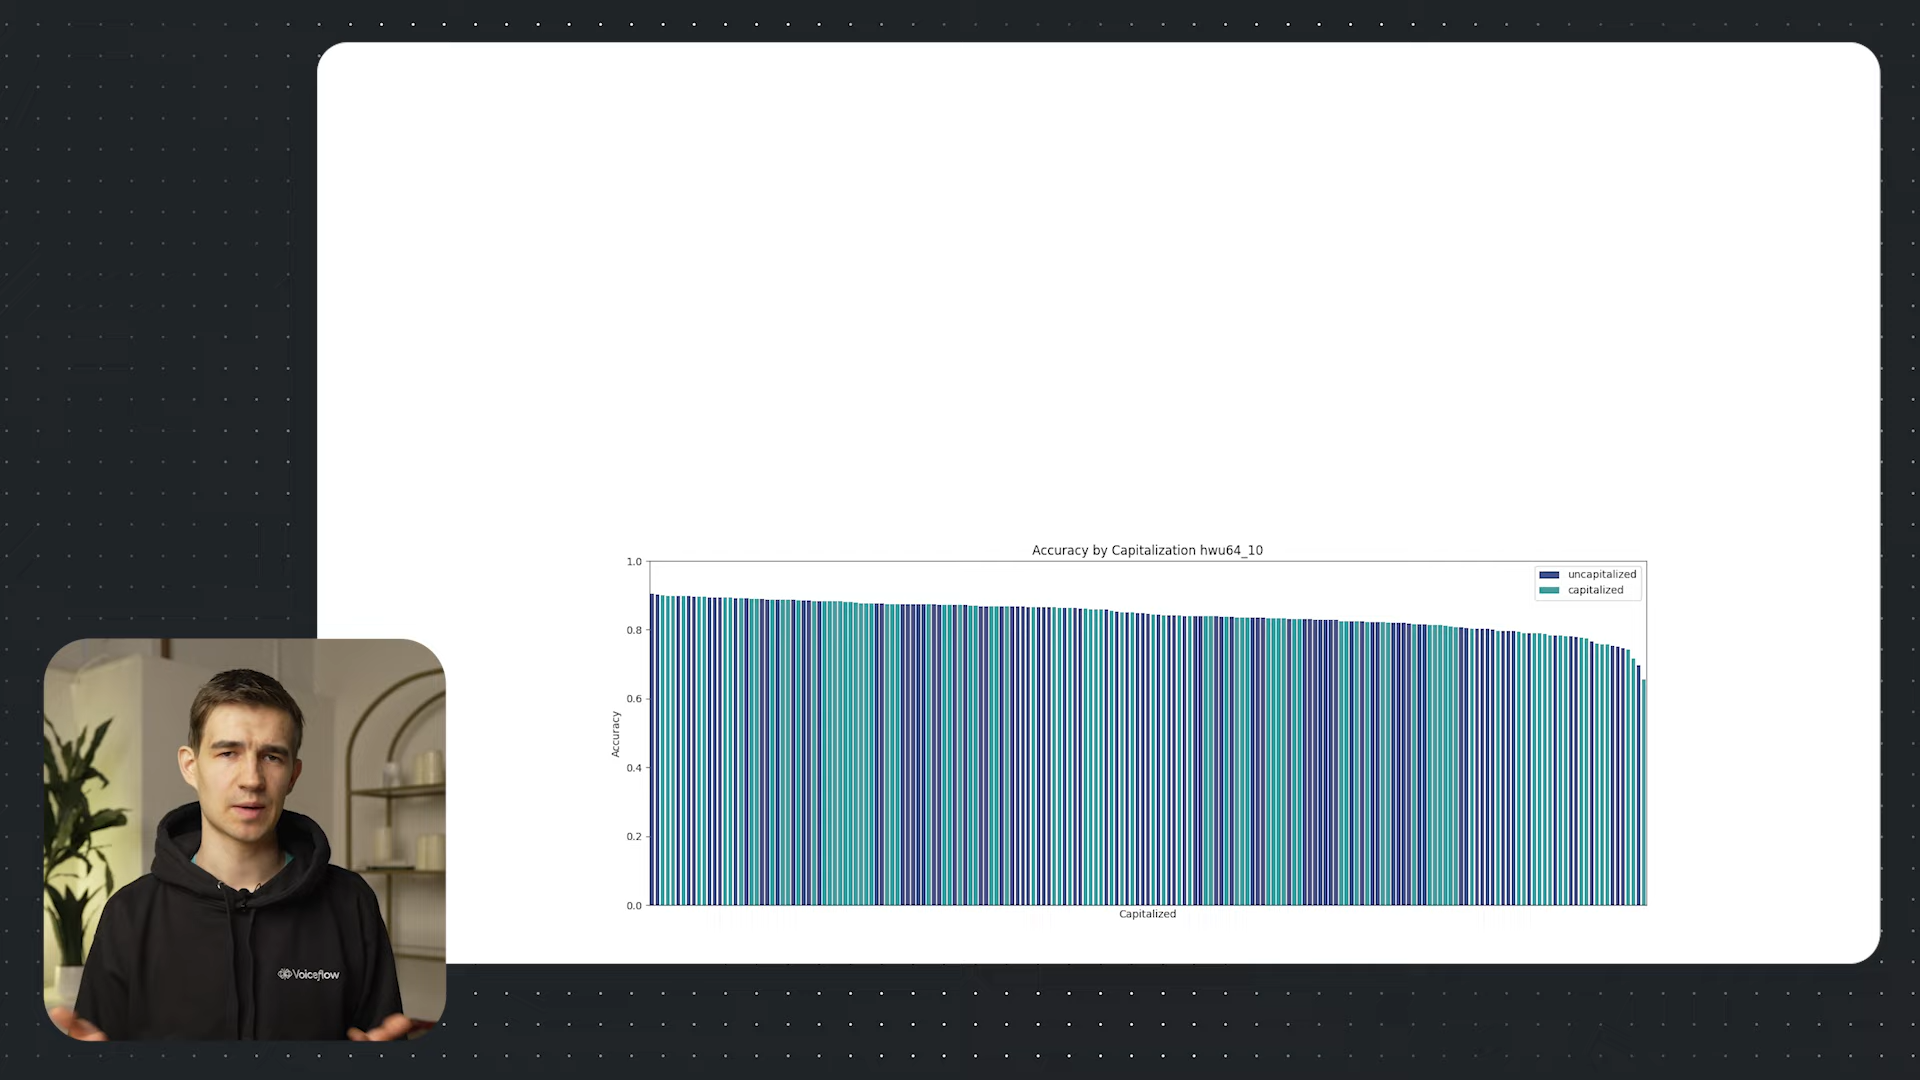 Accuracy by Capitalization hwu64_10
1.0
0.8
0.6
0.4
0.2
0.0
Accuracy
uncapitalized
capitalized
Capitalized
Voiceflow